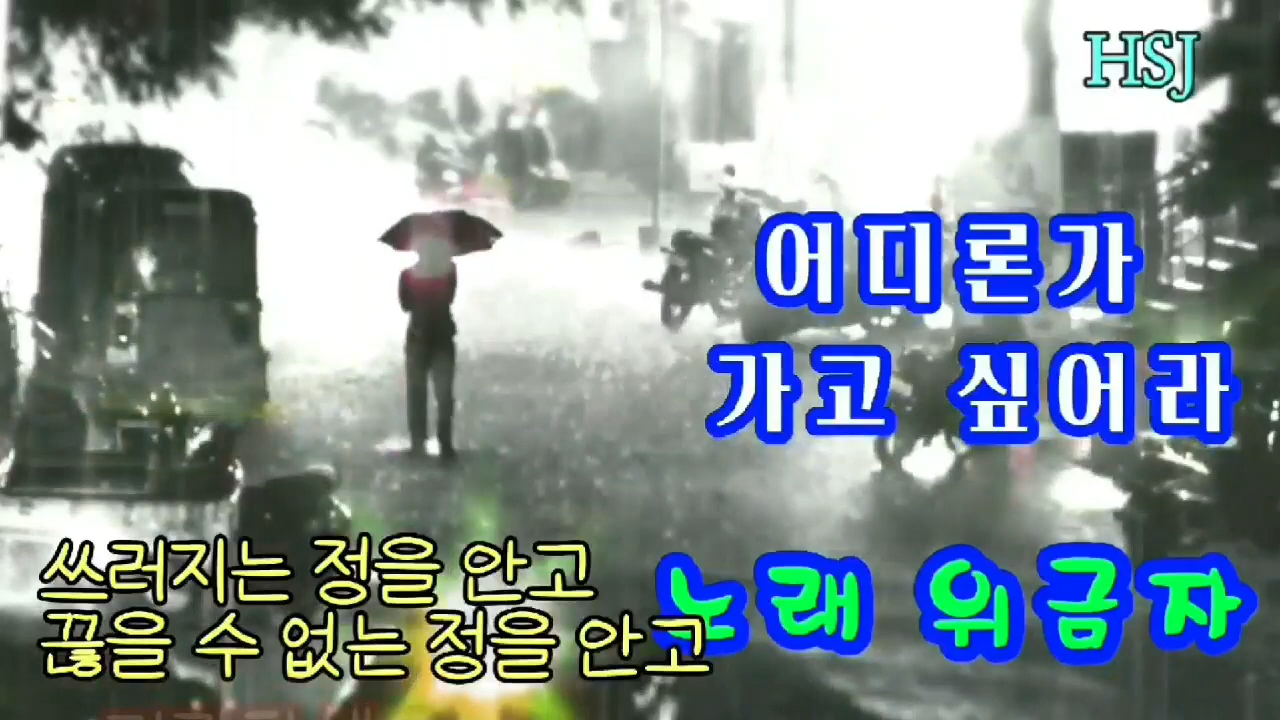 HSJ
어디론가
가고 싶어라
노래 위금자
쓰러지는 정을 안고
끊을 수 없는 정을 안고